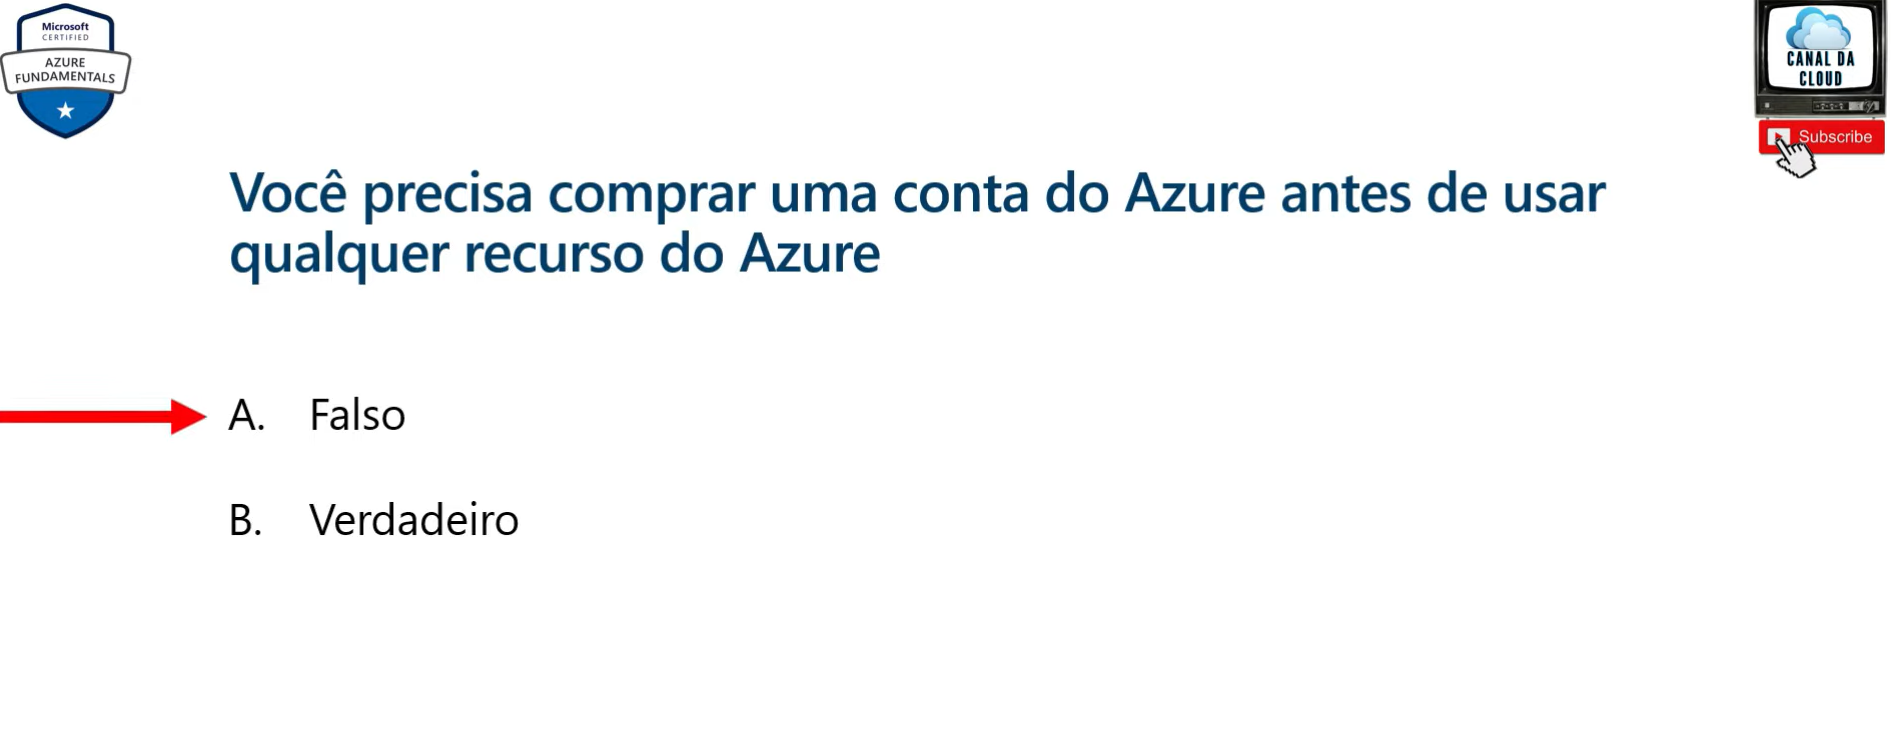 Microsoft
CERTIFIED
AZURE
FUNDAMENTALS
CANAL DA
CLOUD
Subscribe
Você precisa comprar uma conta do Azure antes de usar
qualquer recurso do Azure
A. Falso
B. Verdadeiro